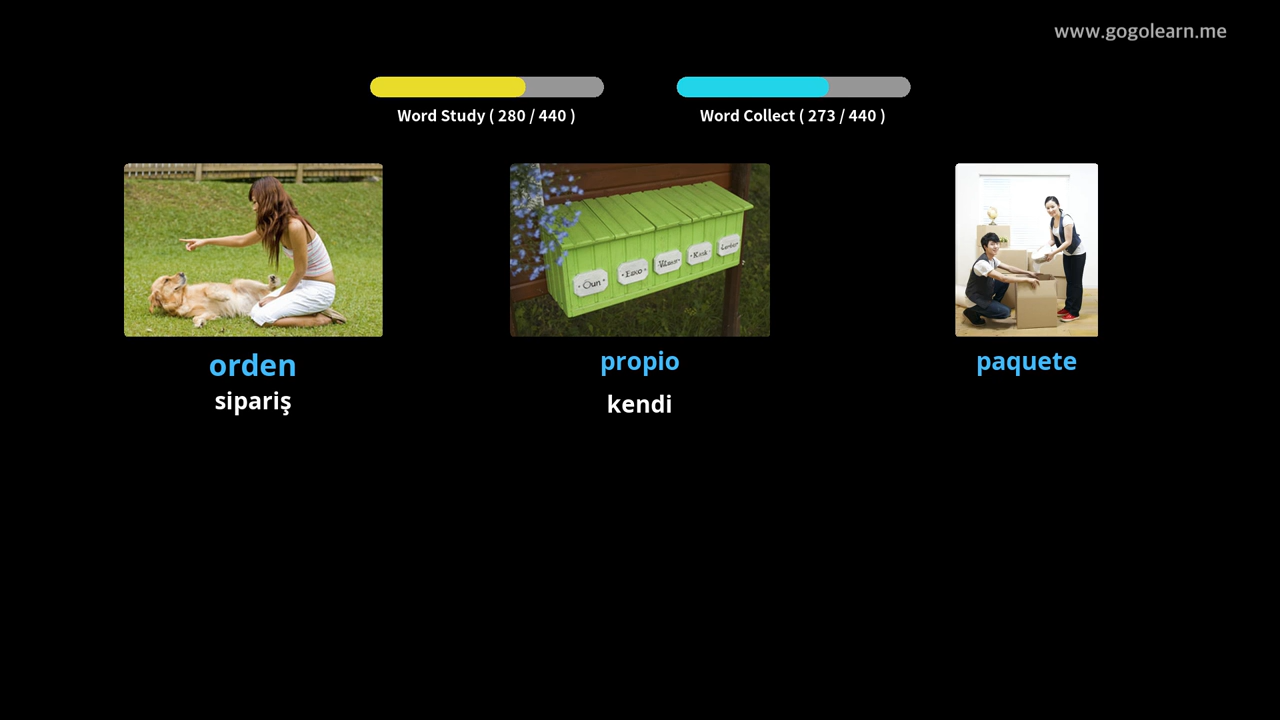 www.gogolearn.me
Word Study ( 280 / 440 )
Word Collect ( 273 / 440 )
orden
sipariş
propio
kendi
paquete